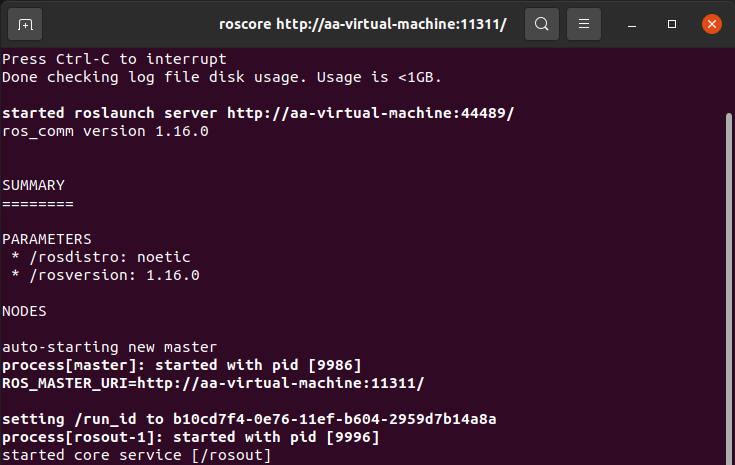 roscore http://aa-virtual-machine:11311/
Press Ctrl-C to interrupt
Done checking log file disk usage. Usage is <1GB.
started roslaunch server http://aa-virtual-machine:44489/
ros_comm version 1.16.0
SUMMARY
========
PARAMETERS
 * /rosdistro: noetic
 * /rosversion: 1.16.0
NODES
auto-starting new master
process[master]: started with pid [9986]
ROS_MASTER_URI=http://aa-virtual-machine:11311/
setting /run_id to b10cd7f4-0e76-11ef-b604-2959d7b14a8a
process[rosout-1]: started with pid [9996]
started core service [/rosout]